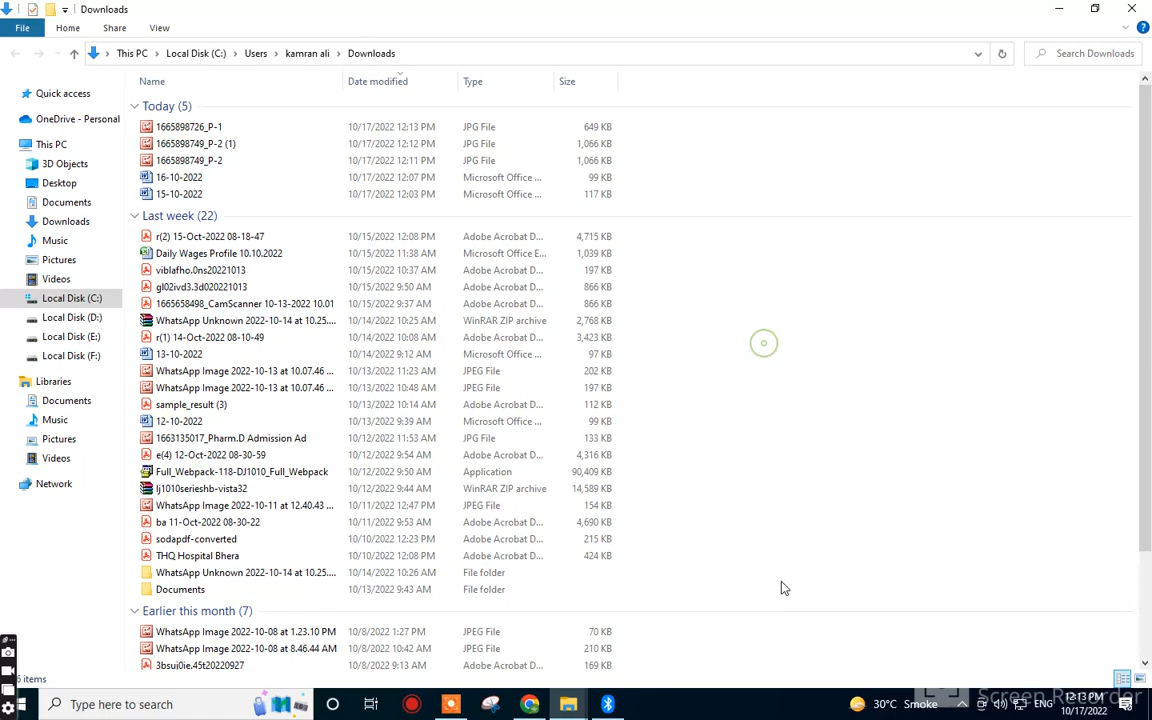 Downloads
File Home Share View
This PC Local Disk (C:) Users kamran ali Downloads Search Downloads
Name Date modified Type Size
Quick access
OneDrive - Personal
This PC
3D Objects
Desktop
Documents
Downloads
Music
Pictures
Videos
Local Disk (C:)
Local Disk (D:)
Local Disk (E:)
Local Disk (F:)
Libraries
Documents
Music
Pictures
Videos
Network
Today (5)
1665898726_P-1 10/17/2022 12:13 PM JPG File 649 KB
1665898749_P-2 (1) 10/17/2022 12:12 PM JPG File 1,066 KB
1665898749_P-2 10/17/2022 12:11 PM JPG File 1,066 KB
16-10-2022 10/17/2022 12:07 PM Microsoft Office ... 99 KB
15-10-2022 10/17/2022 12:03 PM Microsoft Office ... 117 KB
Last week (22)
r(2) 15-Oct-2022 08-18-47 10/15/2022 12:08 PM Adobe Acrobat D... 4,715 KB
Daily Wages Profile 10.10.2022 10/15/2022 11:38 AM Microsoft Office E... 1,039 KB
viblafho.0ns20221013 10/15/2022 10:37 AM Adobe Acrobat D... 197 KB
gl02ivd3.3d020221013 10/15/2022 9:50 AM Adobe Acrobat D... 866 KB
1665658498_CamScanner 10-13-2022 10.01 10/15/2022 9:37 AM Adobe Acrobat D... 866 KB
WhatsApp Unknown 2022-10-14 at 10.25.... 10/14/2022 10:25 AM WinRAR ZIP archive 2,768 KB
r(1) 14-Oct-2022 08-10-49 10/14/2022 10:08 AM Adobe Acrobat D... 3,423 KB
13-10-2022 10/14/2022 9:12 AM Microsoft Office ... 97 KB
WhatsApp Image 2022-10-13 at 10.07.46 ... 10/13/2022 11:23 AM JPEG File 202 KB
WhatsApp Image 2022-10-13 at 10.07.46 ... 10/13/2022 10:48 AM JPEG File 197 KB
sample_result (3) 10/13/2022 10:14 AM Adobe Acrobat D... 112 KB
12-10-2022 10/13/2022 9:39 AM Microsoft Office ... 99 KB
1663135017_Pharm.D Admission Ad 10/12/2022 11:53 AM JPG File 133 KB
e(4) 12-Oct-2022 08-30-59 10/12/2022 9:54 AM Adobe Acrobat D... 4,316 KB
Full_Webpack-118-DJ1010_Full_Webpack 10/12/2022 9:50 AM Application 90,409 KB
lj1010serieshb-vista32 10/12/2022 9:44 AM WinRAR ZIP archive 14,589 KB
WhatsApp Image 2022-10-11 at 12.40.43 ... 10/11/2022 12:47 PM JPEG File 154 KB
ba 11-Oct-2022 08-30-22 10/11/2022 9:53 AM Adobe Acrobat D... 4,690 KB
sodapdf-converted 10/10/2022 12:23 PM Adobe Acrobat D... 215 KB
THQ Hospital Bhera 10/10/2022 12:08 PM Adobe Acrobat D... 424 KB
WhatsApp Unknown 2022-10-14 at 10.25.... 10/14/2022 10:26 AM File folder
Documents 10/13/2022 9:43 AM File folder
Earlier this month (7)
WhatsApp Image 2022-10-08 at 1.23.10 PM 10/8/2022 1:27 PM JPEG File 70 KB
WhatsApp Image 2022-10-08 at 8.46.44 AM 10/8/2022 10:42 AM JPEG File 210 KB
3bsuj0ie.45t20220927 10/8/2022 9:13 AM Adobe Acrobat D... 169 KB
items
Type here to search
30°C Smoke ENG
12:13 PM
10/17/2022
Screen Recorder